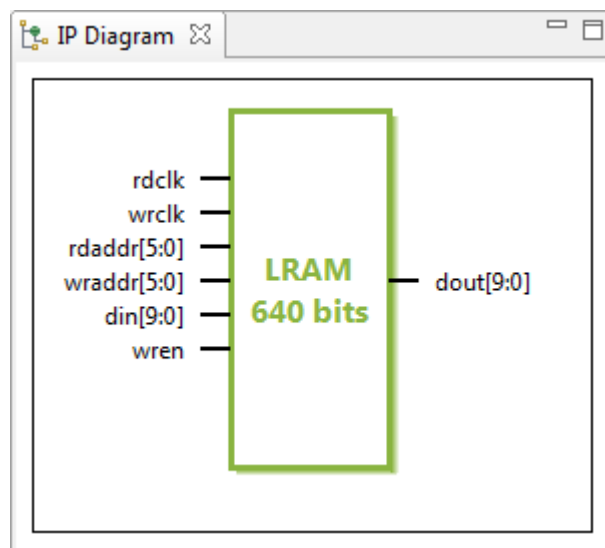 IP Diagram
rdclk
wrclk
rdaddr[5:0]
wraddr[5:0]
din[9:0]
wren
LRAM
640 bits
dout[9:0]